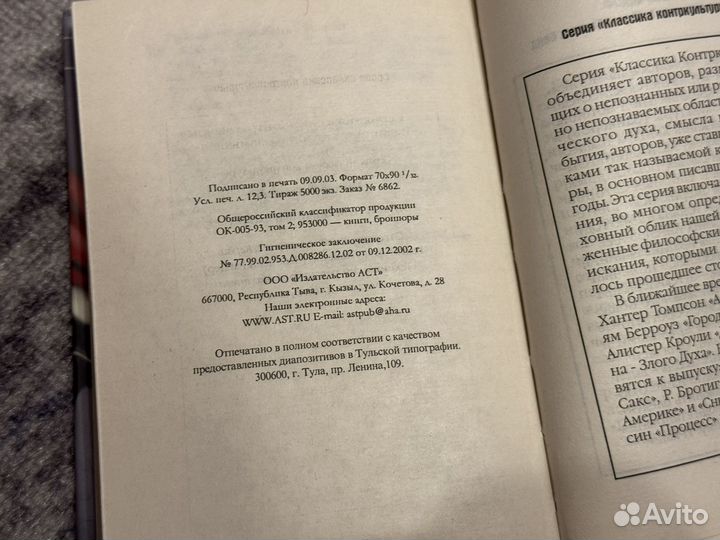 Подписано в печать 09.09.03. Формат 70х90 ¹/₃₂.
Усл. печ. л. 12,3. Тираж 5000 экз. Заказ № 6862.
Общероссийский классификатор продукции
ОК-005-93, том 2; 953000 — книги, брошюры
Гигиеническое заключение
№ 77.99.02.953.Д.008286.12.02 от 09.12.2002 г.
ООО «Издательство АСТ»
667000, Республика Тыва, г. Кызыл, ул. Кочетова, д. 28
Наши электронные адреса:
WWW.AST.RU E-mail: astpub@aha.ru
Отпечатано в полном соответствии с качеством
предоставленных диапозитивов в Тульской типографии.
300600, г. Тула, пр. Ленина,109.
Серия «Классика контркультур
Серия «Классика Контрк
объединяет авторов, раз
щих о непознанных или р
но непознаваемых облас
ческого духа, смысла
бытия, авторов, уже став
ками так называемой к
ры, в основном писавш
годы. Эта серия включа
ния, во многом опред
ховный облик нашей
женные философски
искания, которыми
лось прошедшее сто
В ближайшее вре
Хантер Томпсон «
ям Берроуз «Город
Алистер Кроули «
на - Злого Духа».
вятся к выпуску
Сакс», Р. Бротиг
Америке» и «Сн
син «Процесс»
Avito